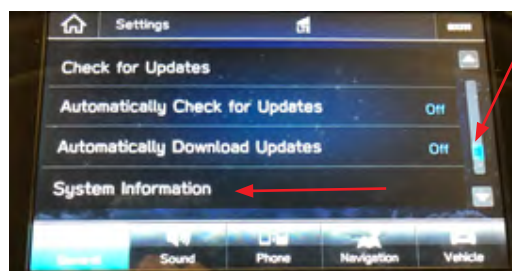 Settings
Check for Updates
Automatically Check for Updates Off
Automatically Download Updates Off
System Information
Sound Phone Navigation Vehicle